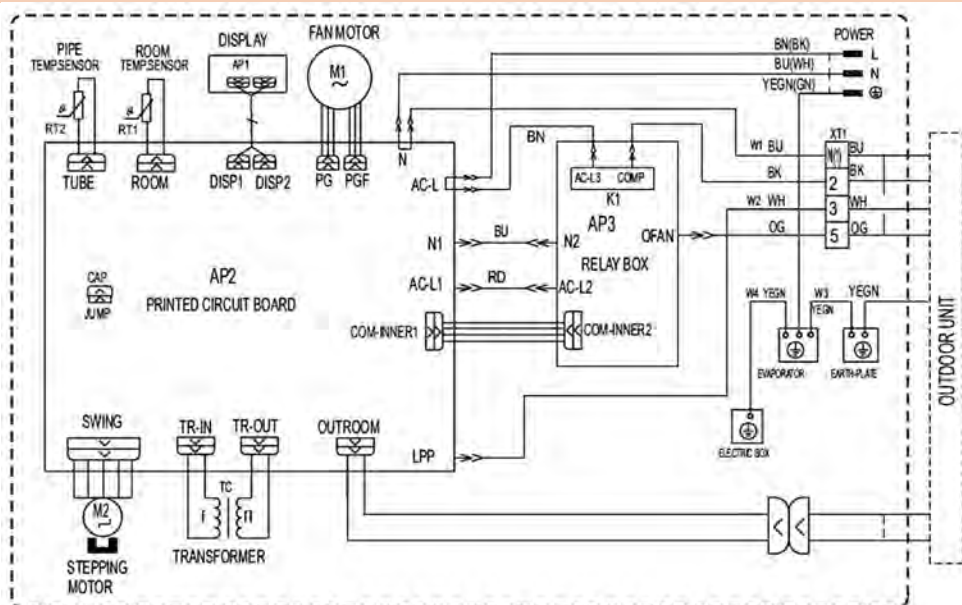 PIPE
TEMP.SENSOR
ROOM
TEMP.SENSOR
DISPLAY
AP1
FAN MOTOR
M1
~
RT2
RT1
TUBE
ROOM
DISP1
DISP2
PG
PGF
N
AC-L
BN
AC-L3
COMP
K1
AP3
RELAY BOX
OFAN
N1
BU
N2
AC-L1
RD
AC-L2
COM-INNER1
COM-INNER2
LPP
AP2
PRINTED CIRCUIT BOARD
CAP
JUMP
SWING
M2
~
STEPPING
MOTOR
TR-IN
TR-OUT
TC
I
II
TRANSFORMER
OUTROOM
POWER
BN(BK)
L
BU(WH)
N
YEGN(GN)
XT1
W1 BU
N(1)
BU
BK
2
BK
W2 WH
3
WH
OG
5
OG
W4 YEGN
W3
YEGN
YEGN
EVAPORATOR
EARTH-PLATE
ELECTRIC BOX
OUTDOOR UNIT